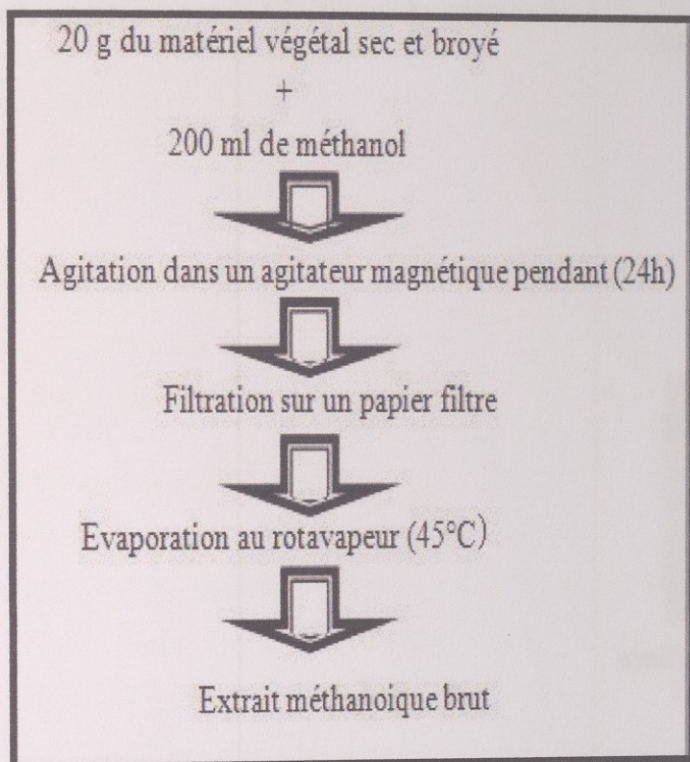 20 g du matériel végétal sec et broyé
+
200 ml de méthanol
Agitation dans un agitateur magnétique pendant (24h)
Filtration sur un papier filtre
Evaporation au rotavapeur (45°C)
Extrait méthanoique brut